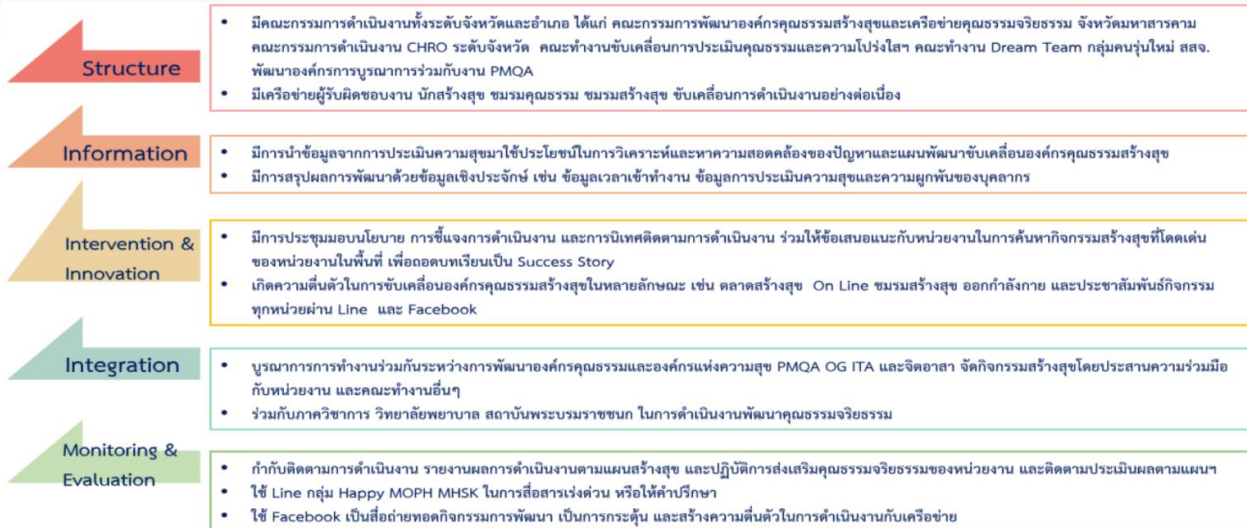 Structure
• มีคณะกรรมการดำเนินงานทั้งระดับจังหวัดและอำเภอ ได้แก่ คณะกรรมการพัฒนาองค์กรคุณธรรมสร้างสุขและเครือข่ายคุณธรรมจริยธรรม จังหวัดมหาสารคาม
คณะกรรมการดำเนินงาน CHRO ระดับจังหวัด คณะทำงานขับเคลื่อนการประเมินคุณธรรมและความโปร่งใสฯ คณะทำงาน Dream Team กลุ่มคนรุ่นใหม่ สสจ.
พัฒนาองค์กรการบูรณาการร่วมกับงาน PMQA
• มีเครือข่ายผู้รับผิดชอบงาน นักสร้างสุข ชมรมคุณธรรม ชมรมสร้างสุข ขับเคลื่อนการดำเนินงานอย่างต่อเนื่อง
Information
• มีการนำข้อมูลจากการประเมินความสุขมาใช้ประโยชน์ในการวิเคราะห์และหาความสอดคล้องของปัญหาและแผนพัฒนาขับเคลื่อนองค์กรคุณธรรมสร้างสุข
• มีการสรุปผลการพัฒนาด้วยข้อมูลเชิงประจักษ์ เช่น ข้อมูลเวลาเข้าทำงาน ข้อมูลการประเมินความสุขและความผูกพันของบุคลากร
Intervention &
Innovation
• มีการประชุมมอบนโยบาย การชี้แจงการดำเนินงาน และการนิเทศติดตามการดำเนินงาน ร่วมให้ข้อเสนอแนะกับหน่วยงานในการค้นหากิจกรรมสร้างสุขที่โดดเด่น
ของหน่วยงานในพื้นที่ เพื่อถอดบทเรียนเป็น Success Story
• เกิดความตื่นตัวในการขับเคลื่อนองค์กรคุณธรรมสร้างสุขในหลายลักษณะ เช่น ตลาดสร้างสุข On Line ชมรมสร้างสุข ออกกำลังกาย และประชาสัมพันธ์กิจกรรม
ทุกหน่วยผ่าน Line และ Facebook
Integration
• บูรณาการการทำงานร่วมกันระหว่างการพัฒนาองค์กรคุณธรรมและองค์กรแห่งความสุข PMQA OG ITA และจิตอาสา จัดกิจกรรมสร้างสุขโดยประสานความร่วมมือ
กับหน่วยงาน และคณะทำงานอื่นๆ
• ร่วมกับภาควิชาการ วิทยาลัยพยาบาล สถาบันพระบรมราชชนก ในการดำเนินงานพัฒนาคุณธรรมจริยธรรม
Monitoring &
Evaluation
• กำกับติดตามการดำเนินงาน รายงานผลการดำเนินงานตามแผนสร้างสุข และปฏิบัติการส่งเสริมคุณธรรมจริยธรรมของหน่วยงาน และติดตามประเมินผลตามแผนฯ
• ใช้ Line กลุ่ม Happy MOPH MHSK ในการสื่อสารเร่งด่วน หรือให้คำปรึกษา
• ใช้ Facebook เป็นสื่อถ่ายทอดกิจกรรมการพัฒนา เป็นการกระตุ้น และสร้างความตื่นตัวในการดำเนินงานกับเครือข่าย